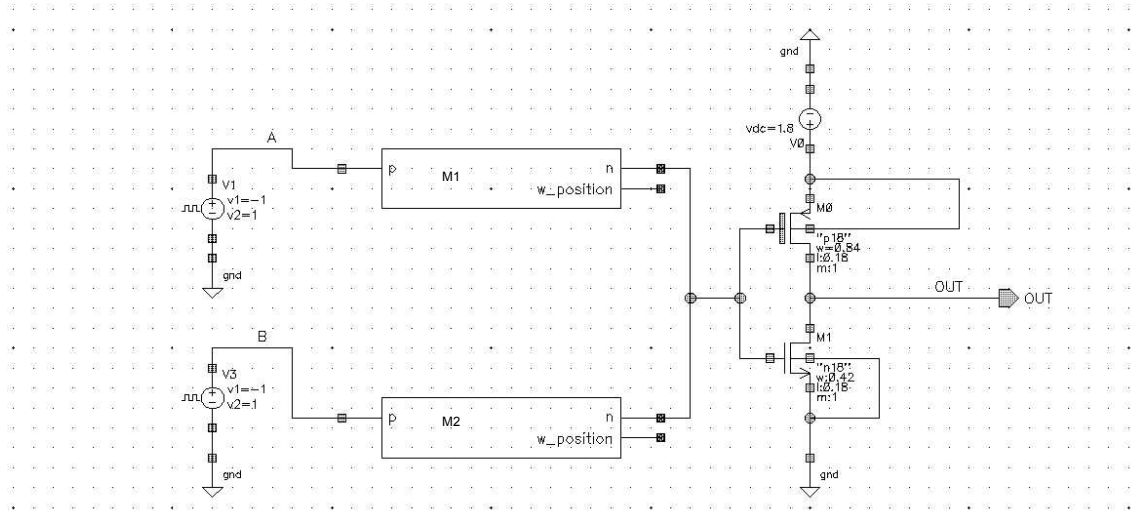 gnd
vdc=1.8
V0
A
V1
v1=-1
v2=1
gnd
p
M1
n
w_position
M0
"p18"
w=0.84
l:0.18
m:1
OUT
OUT
B
V3
v1=-1
v2=1
gnd
p
M2
n
w_position
M1
"n18"
w:0.42
l:0.18
m:1
gnd